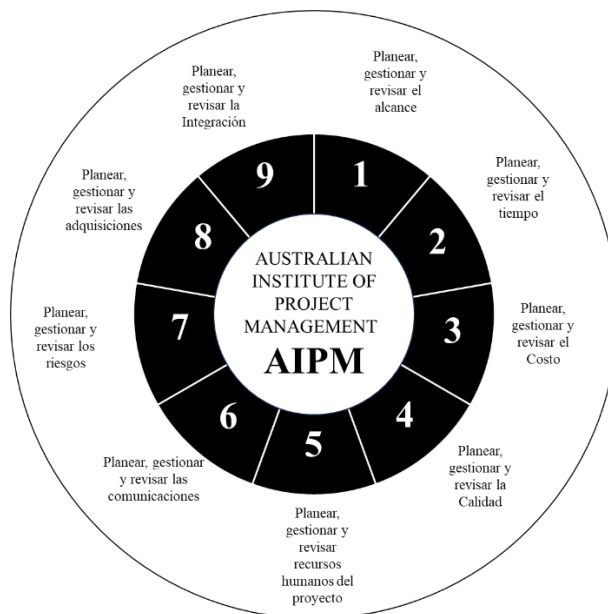 Planear,
gestionar y
revisar el
alcance
Planear,
gestionar y
revisar el
tiempo
Planear,
gestionar y
revisar el
Costo
Planear,
gestionar y
revisar la
Calidad
Planear,
gestionar y
revisar
recursos
humanos del
proyecto
Planear, gestionar
y revisar las
comunicaciones
Planear,
gestionar y
revisar los
riesgos
Planear,
gestionar y
revisar las
adquisiciones
Planear,
gestionar y
revisar la
Integración
1
2
3
4
5
6
7
8
9
AUSTRALIAN
INSTITUTE OF
PROJECT
MANAGEMENT
AIPM